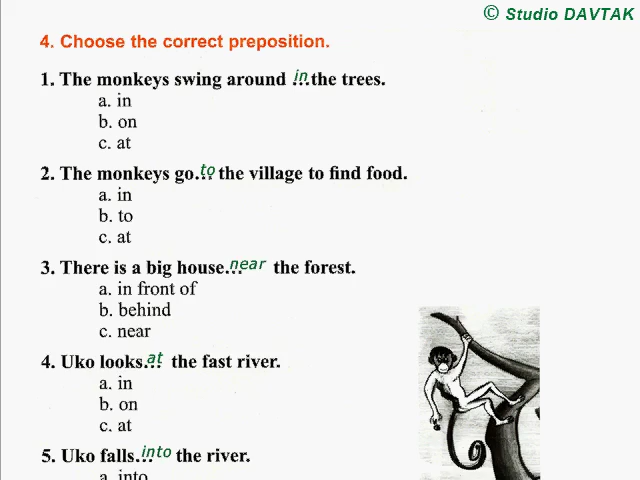 © Studio DAVTAK
4. Choose the correct preposition.
1. The monkeys swing around in...the trees.
a. in
b. on
c. at
2. The monkeys go...to the village to find food.
a. in
b. to
c. at
3. There is a big house...near the forest.
a. in front of
b. behind
c. near
4. Uko looks...at the fast river.
a. in
b. on
c. at
5. Uko falls...into the river.
a. into